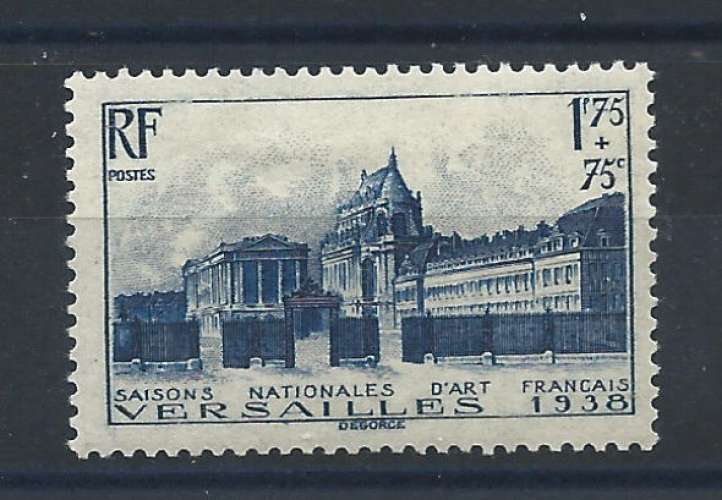 RF
POSTES
1F75
+
75c
SAISONS NATIONALES D'ART FRANCAIS
VERSAILLES 1938
DEGORCE